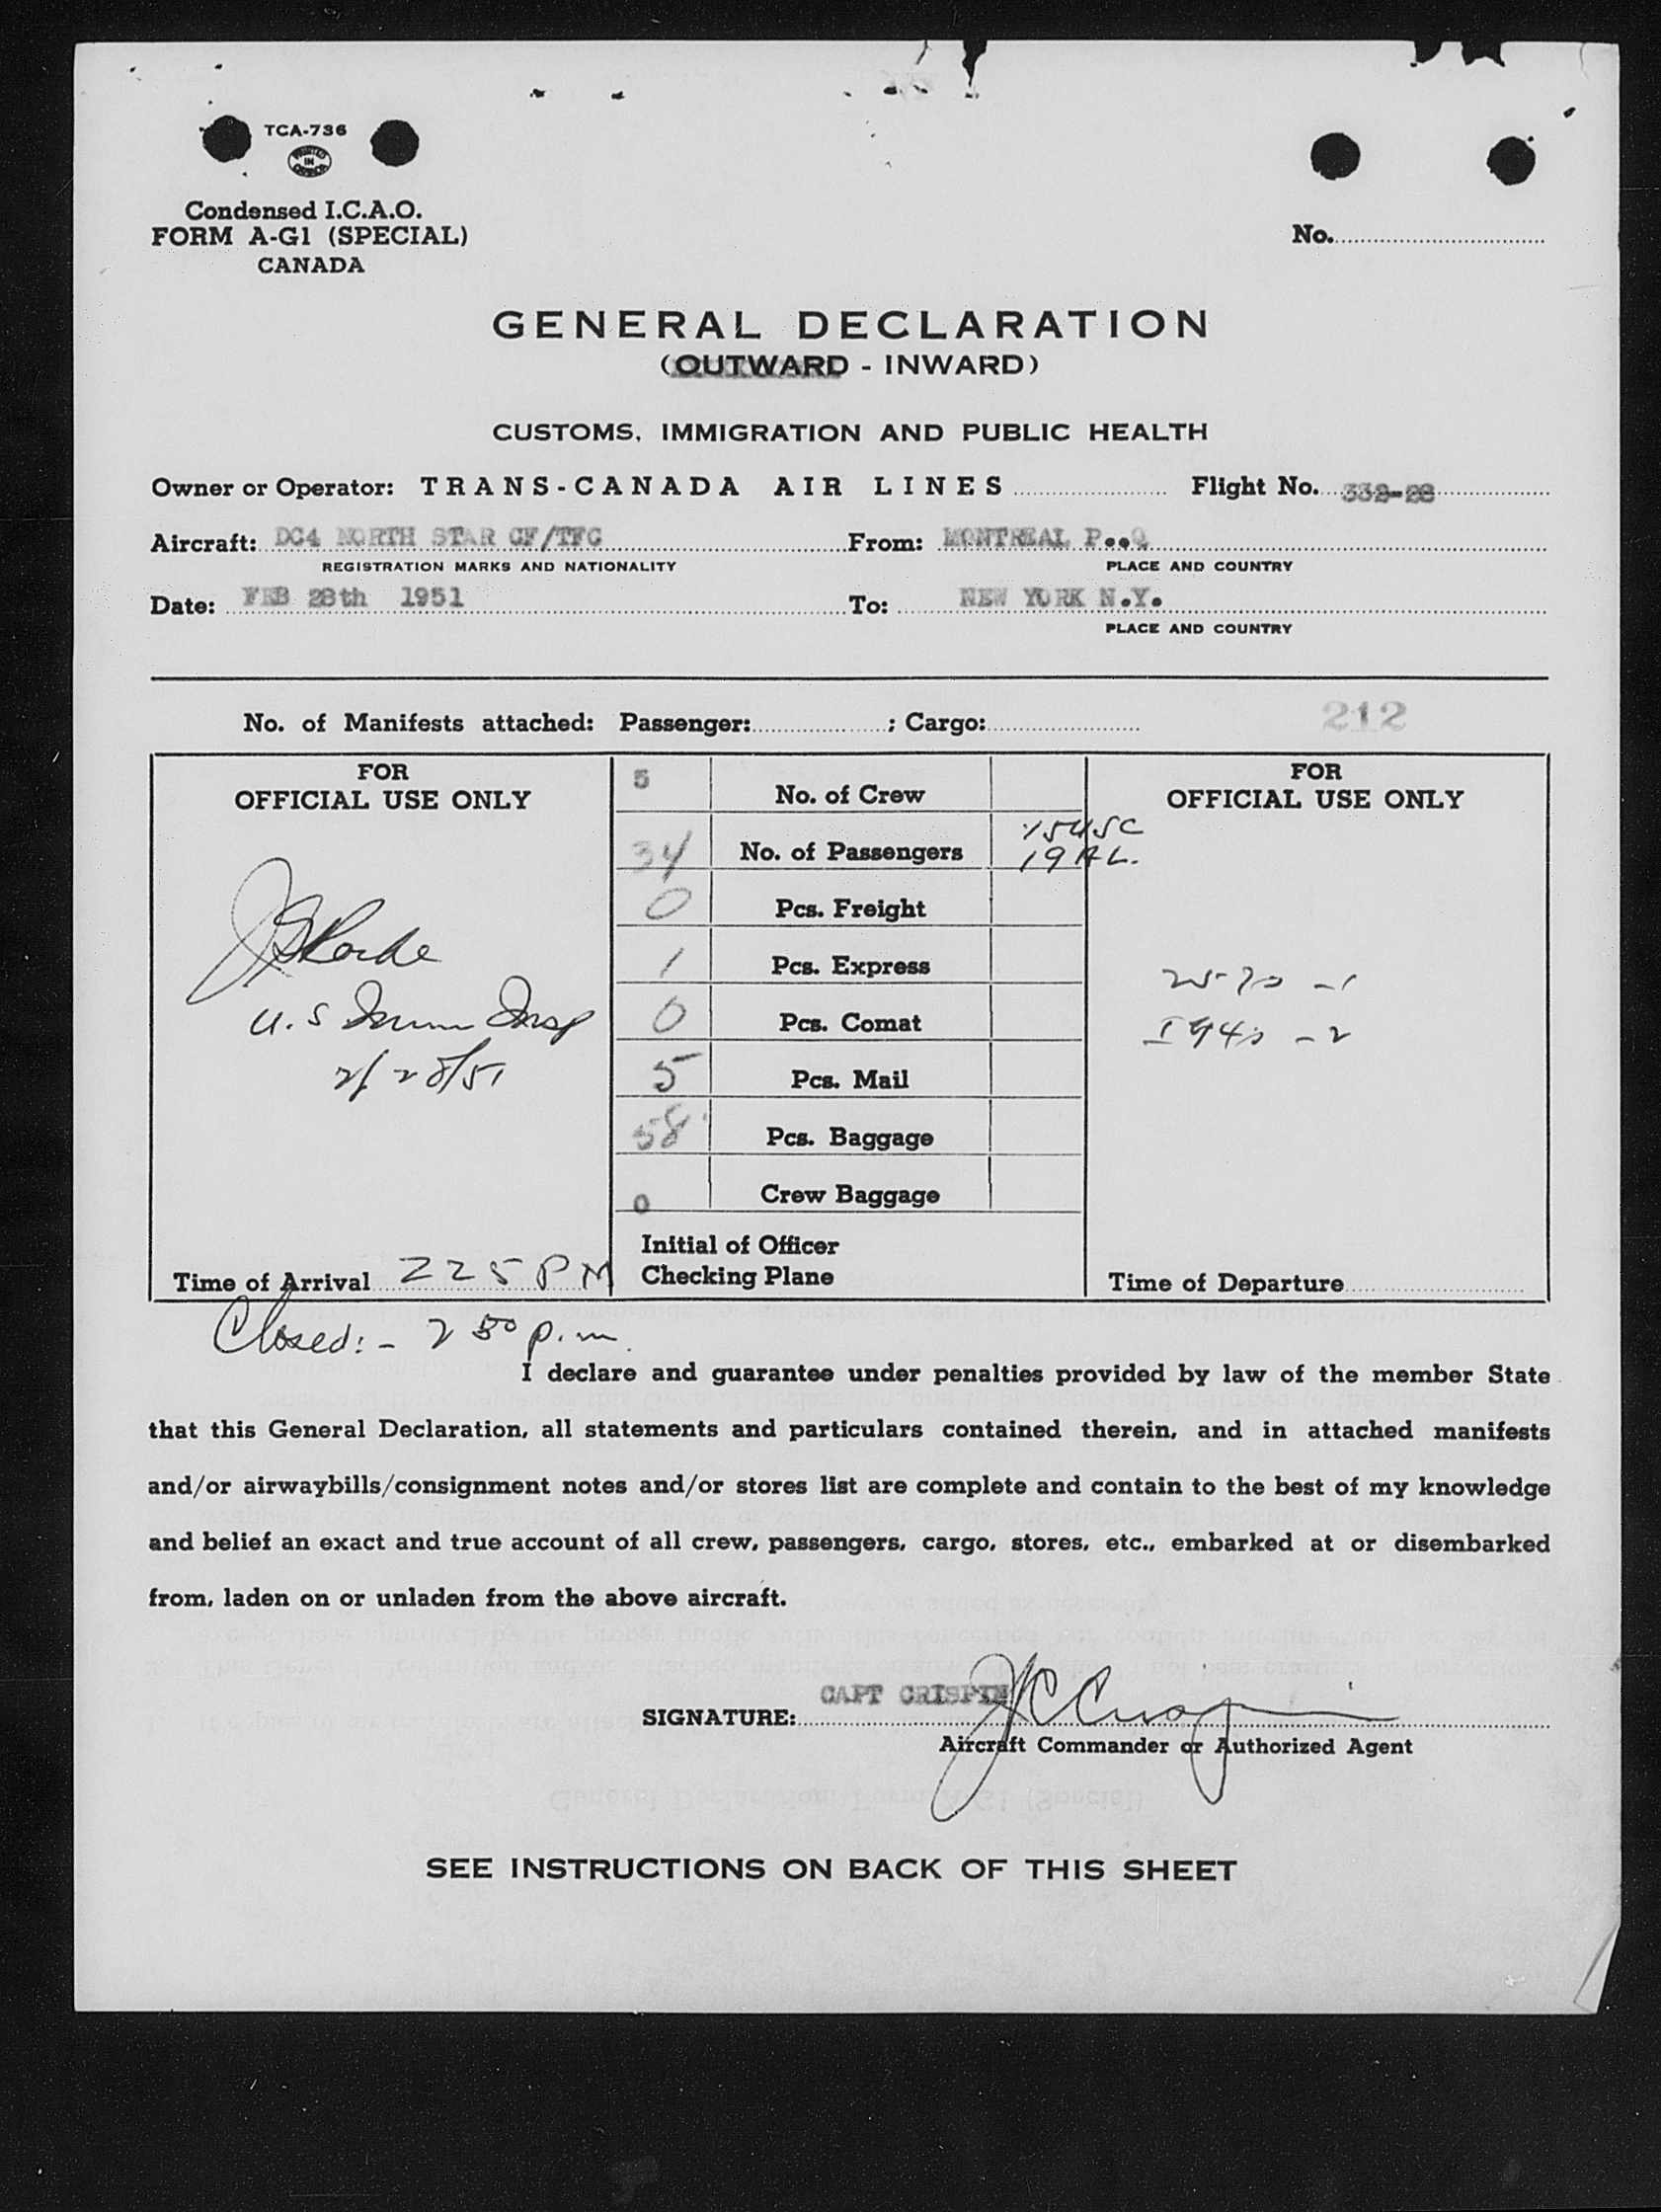 TCA-736
PRINTED IN CANADA
Condensed I.C.A.O.
FORM A-G1 (SPECIAL)
CANADA
No.
GENERAL DECLARATION
(OUTWARD - INWARD)
CUSTOMS, IMMIGRATION AND PUBLIC HEALTH
Owner or Operator: TRANS-CANADA AIR LINES Flight No. 332-28
Aircraft: DC4 NORTH STAR CF/TFC From: MONTREAL P..Q
REGISTRATION MARKS AND NATIONALITY PLACE AND COUNTRY
Date: FEB 28th 1951 To: NEW YORK N.Y.
PLACE AND COUNTRY
No. of Manifests attached: Passenger: ; Cargo: 212
FOR
OFFICIAL USE ONLY
U.S Imm Insp
2/28/51
Time of Arrival 225 PM
5 No. of Crew
34 No. of Passengers 15 USC
19 AL.
0 Pcs. Freight
1 Pcs. Express
0 Pcs. Comat
5 Pcs. Mail
58 Pcs. Baggage
0 Crew Baggage
Initial of Officer
Checking Plane
FOR
OFFICIAL USE ONLY
I 940 - 2
Time of Departure
Closed: - 2 50 p.m.
I declare and guarantee under penalties provided by law of the member State
that this General Declaration, all statements and particulars contained therein, and in attached manifests
and/or airwaybills/consignment notes and/or stores list are complete and contain to the best of my knowledge
and belief an exact and true account of all crew, passengers, cargo, stores, etc., embarked at or disembarked
from, laden on or unladen from the above aircraft.
CAPT CRISPIN J C Crispin
SIGNATURE:
Aircraft Commander or Authorized Agent
SEE INSTRUCTIONS ON BACK OF THIS SHEET